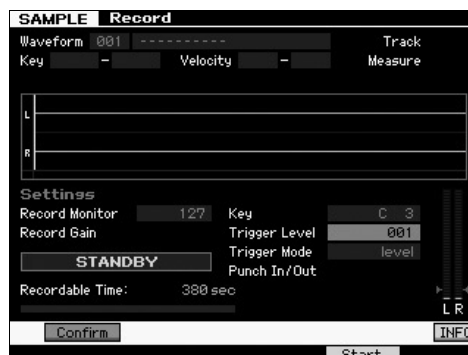 SAMPLE Record
Waveform 001 ---------- Track
Key - Velocity - Measure
L
R
Settings
Record Monitor 127 Key C 3
Record Gain Trigger Level 001
STANDBY Trigger Mode level
Punch In/Out
Recordable Time: 380 sec
L R
Confirm INFO
Start